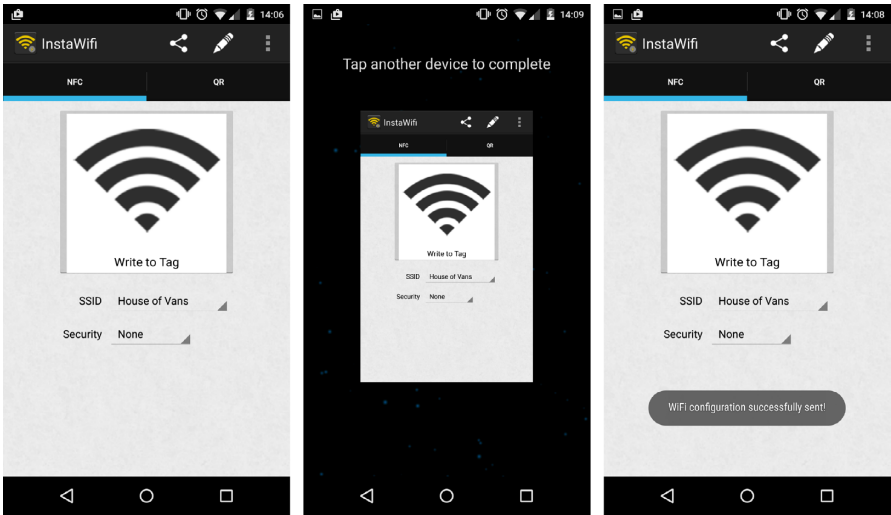 14:06
InstaWifi
NFC QR
Write to Tag
SSID House of Vans
Security None
14:09
Tap another device to complete
InstaWifi
NFC QR
Write to Tag
SSID House of Vans
Security None
14:08
InstaWifi
NFC QR
Write to Tag
SSID House of Vans
Security None
WiFi configuration successfully sent!